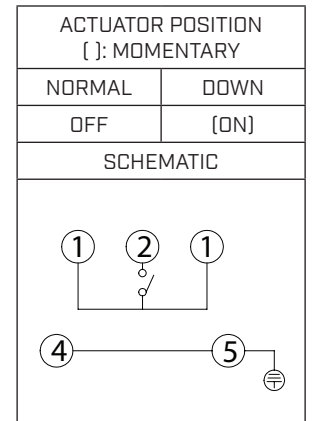 ACTUATOR POSITION
[ ]: MOMENTARY
NORMAL DOWN
OFF [ON]
SCHEMATIC
1 2 1
4 5